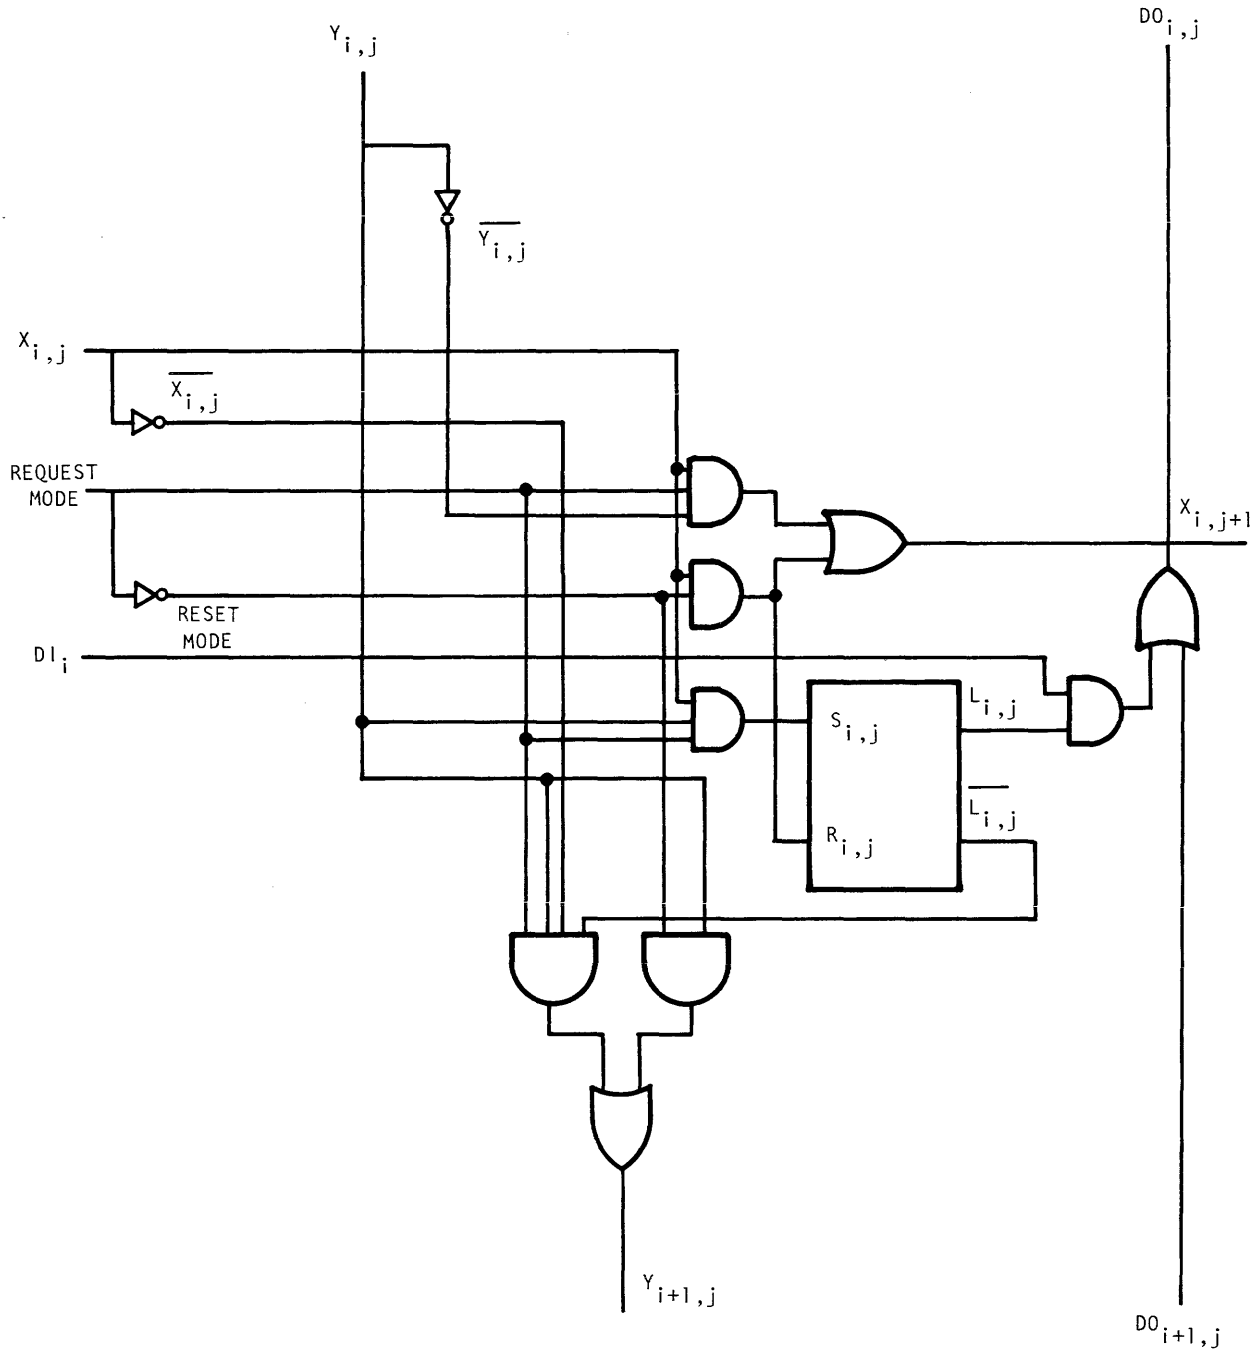 DO i,j
Y i,j
Y i,j
X i,j
X i,j
REQUEST
MODE
X i,j+1
RESET
MODE
DI i
L i,j
S i,j
L i,j
R i,j
Y i+1,j
DO i+1,j